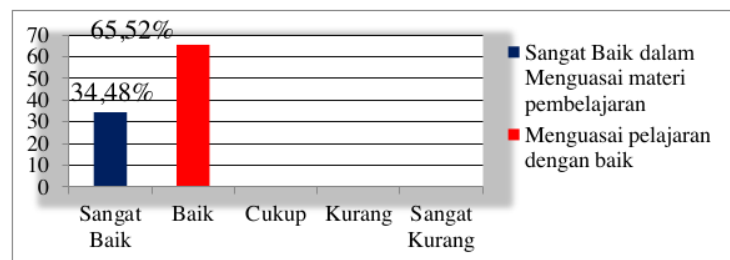 70
60
50
40
30
20
10
0
65,52%
34,48%
Sangat
Baik
Baik
Cukup
Kurang
Sangat
Kurang
Sangat Baik dalam
Menguasai materi
pembelajaran
Menguasai pelajaran
dengan baik